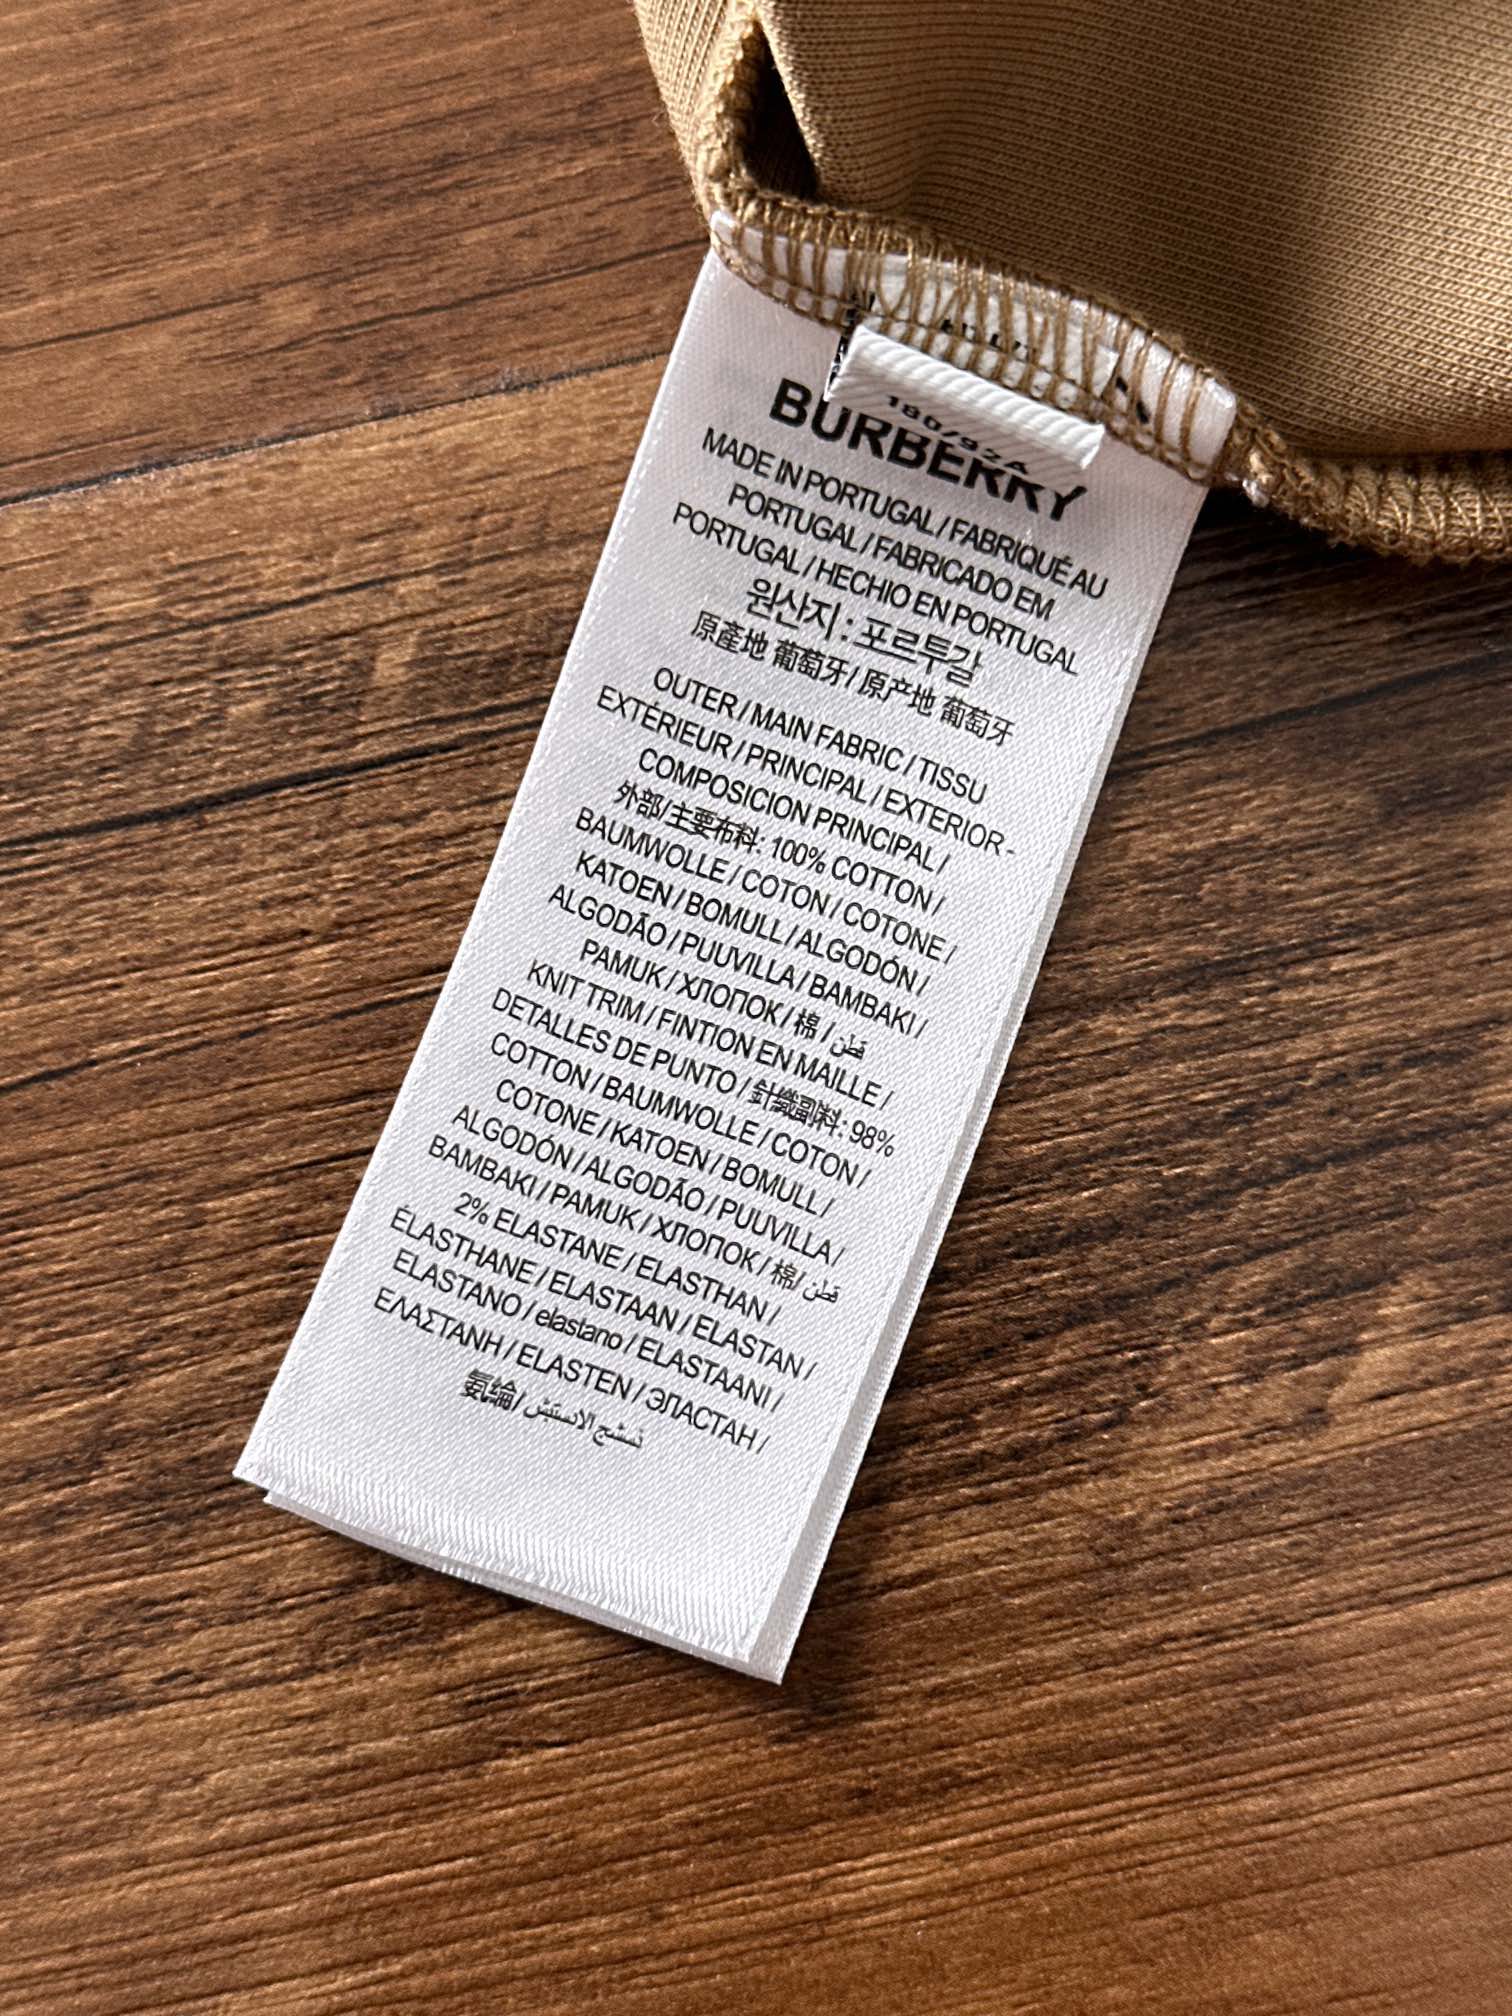 180/92A
BURBERRY
MADE IN PORTUGAL / FABRIQUÉ AU
PORTUGAL / FABRICADO EM
PORTUGAL / HECHIO EN PORTUGAL
원산지 : 포르투갈
原產地 葡萄牙 / 原产地 葡萄牙
OUTER / MAIN FABRIC / TISSU
EXTÉRIEUR / PRINCIPAL / EXTERIOR -
COMPOSICION PRINCIPAL /
外部/主要布料: 100% COTTON /
BAUMWOLLE / COTON / COTONE /
KATOEN / BOMULL / ALGODÓN /
ALGODÃO / PUUVILLA / BAMBAKI /
PAMUK / ХЛОПОК / 棉 / قطن
KNIT TRIM / FINTION EN MAILLE /
DETALLES DE PUNTO / 針織副料: 98%
COTTON / BAUMWOLLE / COTON /
COTONE / KATOEN / BOMULL /
ALGODÓN / ALGODÃO / PUUVILLA /
BAMBAKI / PAMUK / ХЛОПОК / 棉/ قطن
2% ELASTANE / ELASTHAN /
ÉLASTHANE / ELASTAAN / ELASTAN /
ELASTANO / elastano / ELASTAANI /
ΕΛΑΣΤΑΝΗ / ELASTEN / ЭЛАСТАН /
氨纶 /